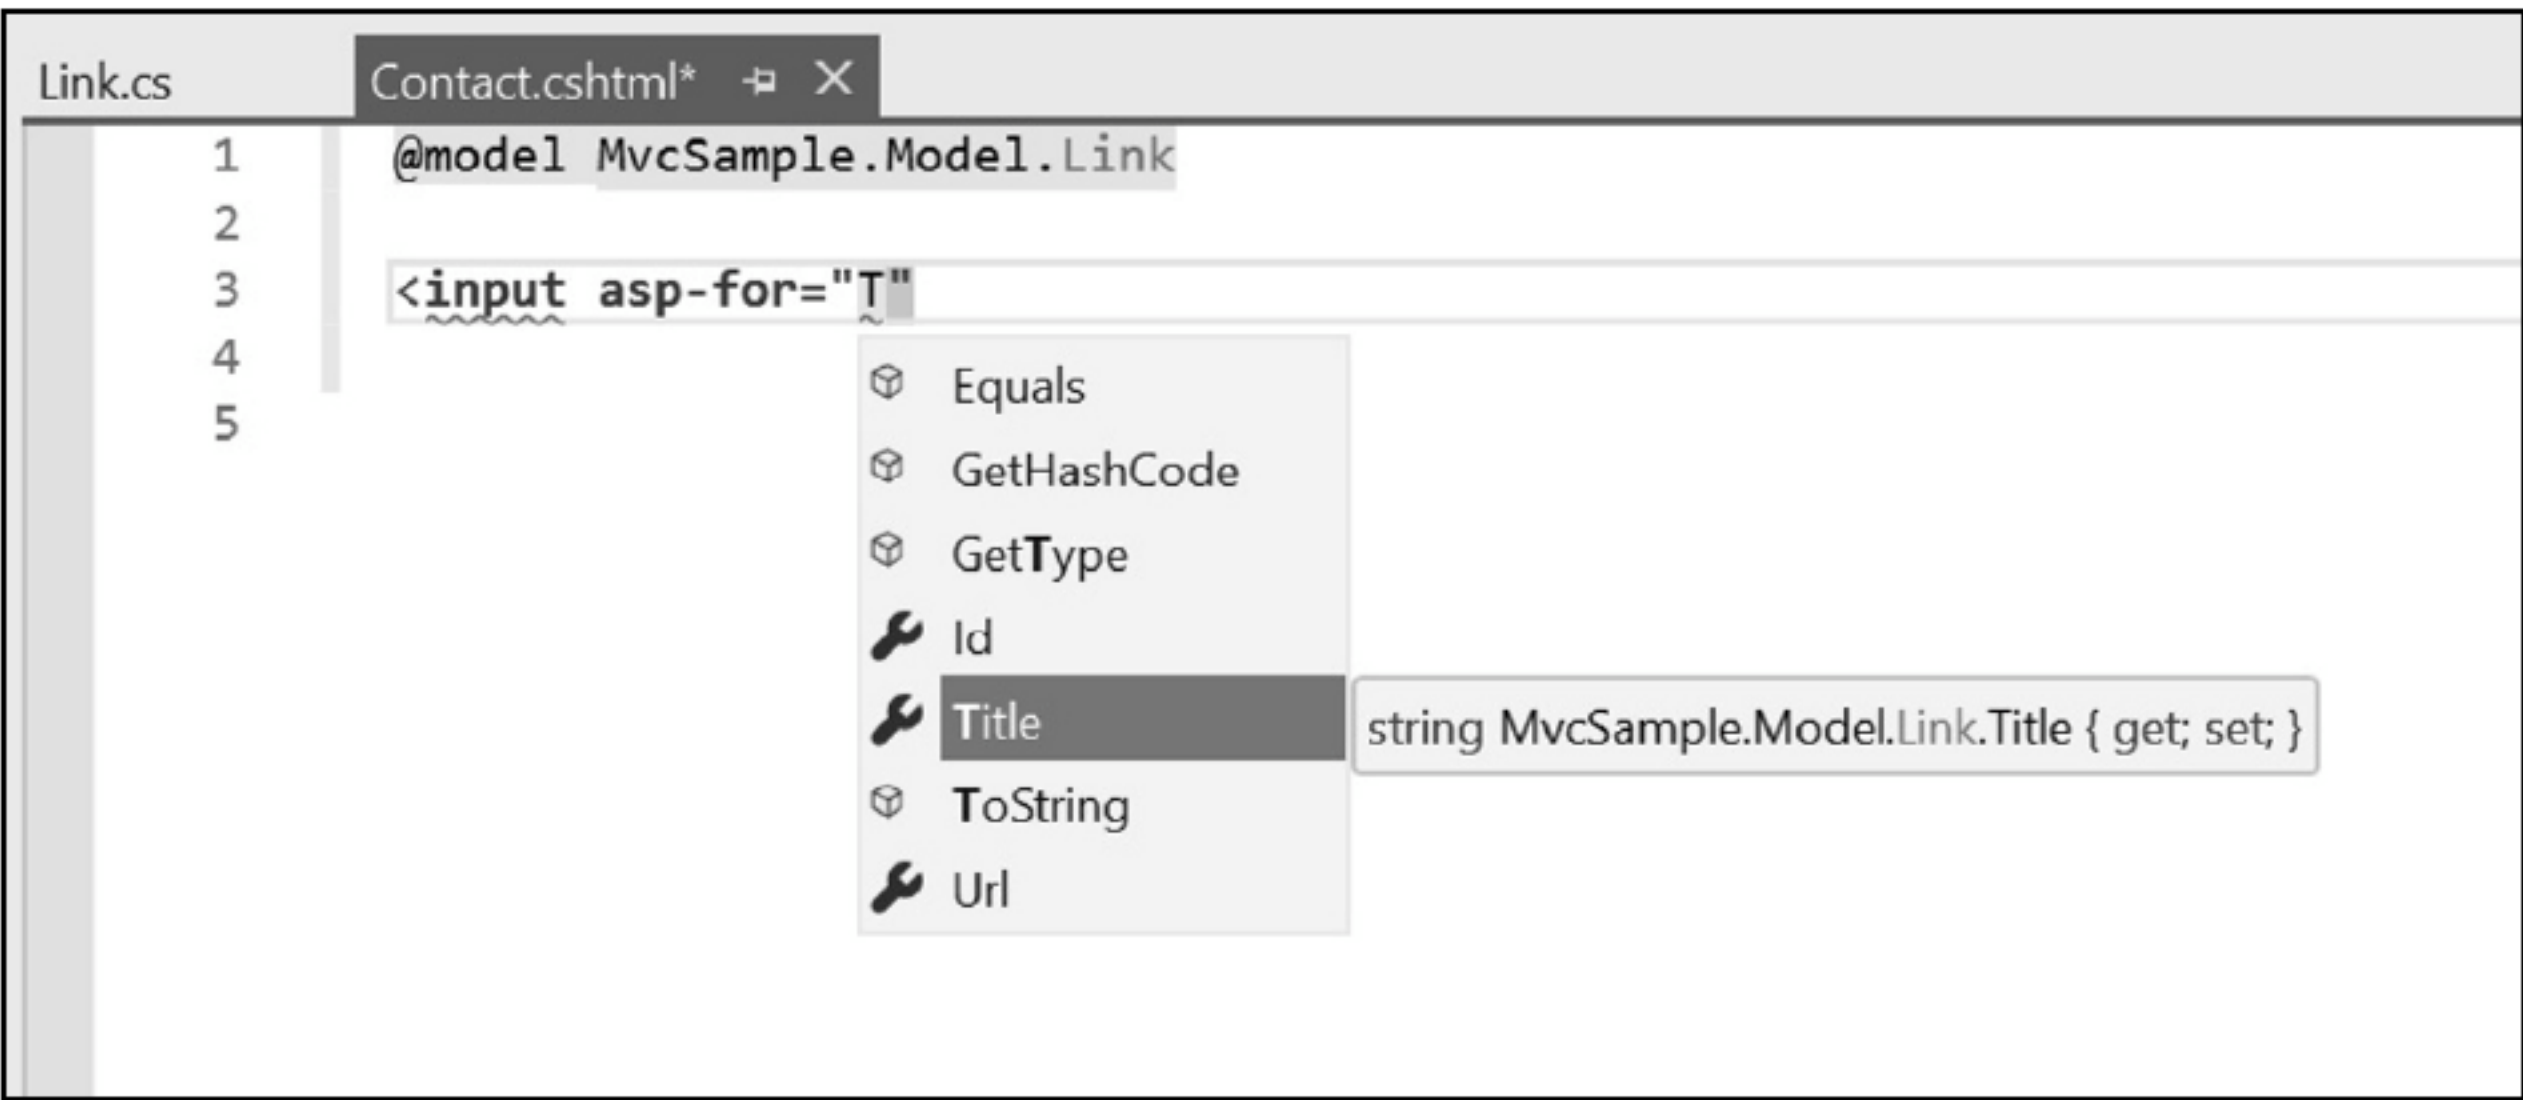 Link.cs Contact.cshtml*
1 @model MvcSample.Model.Link
2
3 <input asp-for="T"
4
5
Equals
GetHashCode
GetType
Id
Title string MvcSample.Model.Link.Title { get; set; }
ToString
Url